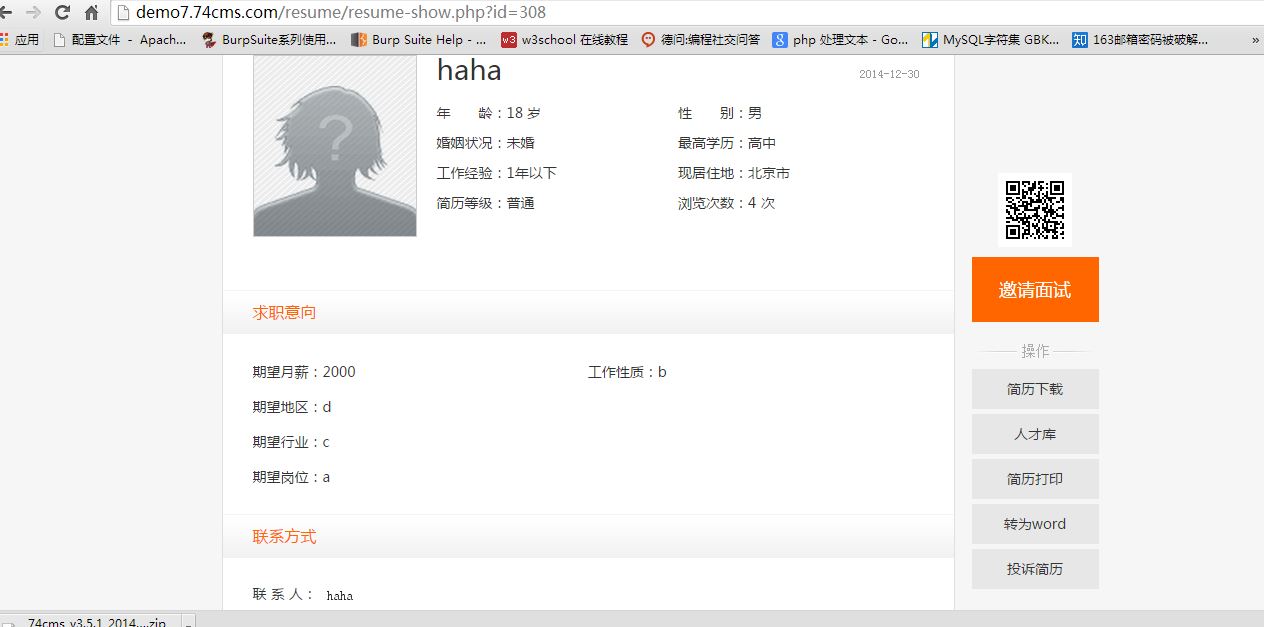 demo7.74cms.com/resume/resume-show.php?id=308
应用 配置文件 - Apach... BurpSuite系列使用... Burp Suite Help - ... w3 w3school 在线教程 德问:编程社交问答 8 php 处理文本 - Go... MySQL字符集 GBK... 知 163邮箱密码被破解... »
haha 2014-12-30
?
年 龄：18 岁 性 别：男
婚姻状况：未婚 最高学历：高中
工作经验：1年以下 现居住地：北京市
简历等级：普通 浏览次数：4 次
邀请面试
求职意向
操作
期望月薪：2000 工作性质：b
简历下载
期望地区：d
人才库
期望行业：c
期望岗位：a
简历打印
转为word
联系方式
投诉简历
联 系 人： haha
74cms_v3.5.1_2014....zip